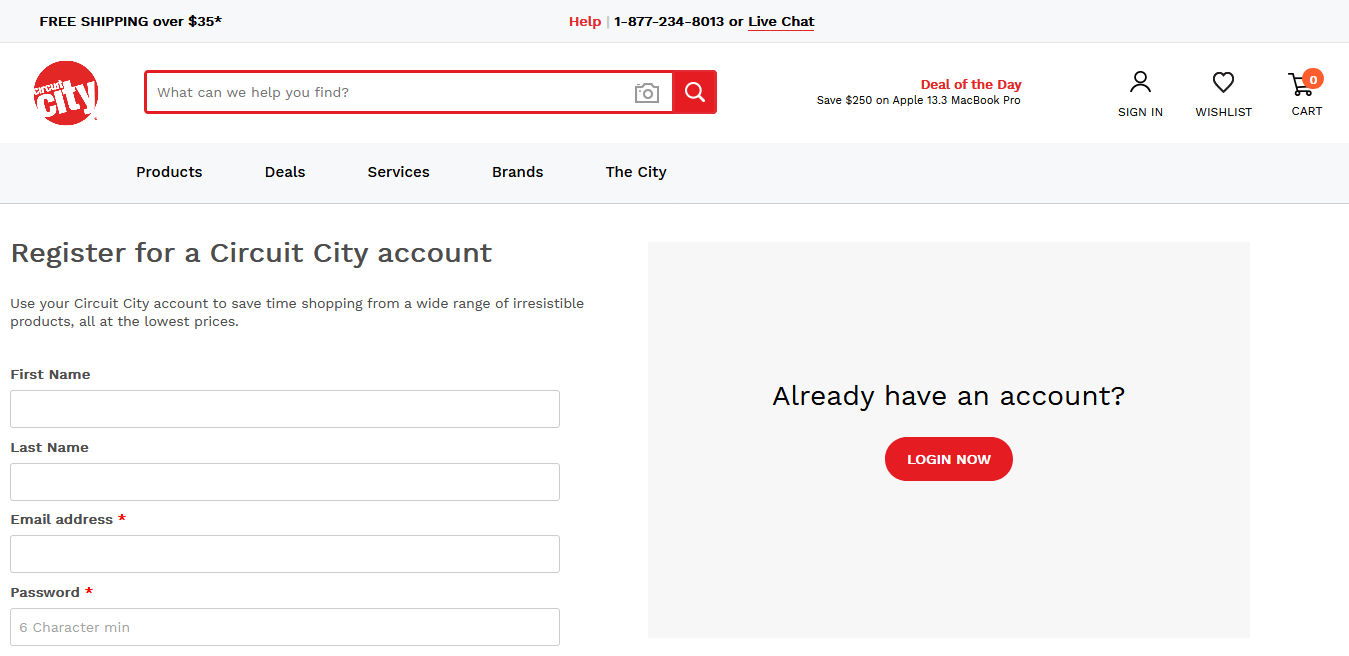 FREE SHIPPING over $35*
Help | 1-877-234-8013 or Live Chat
circuit
city
What can we help you find?
Deal of the Day
Save $250 on Apple 13.3 MacBook Pro
SIGN IN
WISHLIST
0
CART
Products
Deals
Services
Brands
The City
Register for a Circuit City account
Use your Circuit City account to save time shopping from a wide range of irresistible
products, all at the lowest prices.
First Name
Last Name
Email address *
Password *
6 Character min
Already have an account?
LOGIN NOW